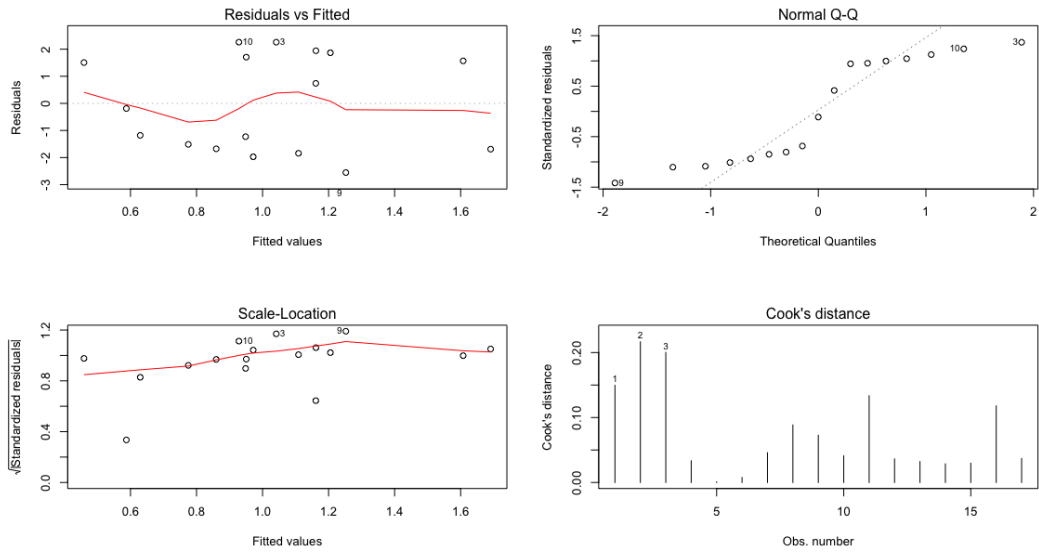 Residuals vs Fitted
Residuals
-3 -2 -1 0 1 2
10 3
9
0.6 0.8 1.0 1.2 1.4 1.6
Fitted values
Normal Q-Q
Standardized residuals
-1.5 -0.5 0.5 1.5
9
10
3
-2 -1 0 1 2
Theoretical Quantiles
Scale-Location
√|Standardized residuals|
0.0 0.4 0.8 1.2
10 3 9
0.6 0.8 1.0 1.2 1.4 1.6
Fitted values
Cook's distance
Cook's distance
0.00 0.10 0.20
1 2 3
5 10 15
Obs. number